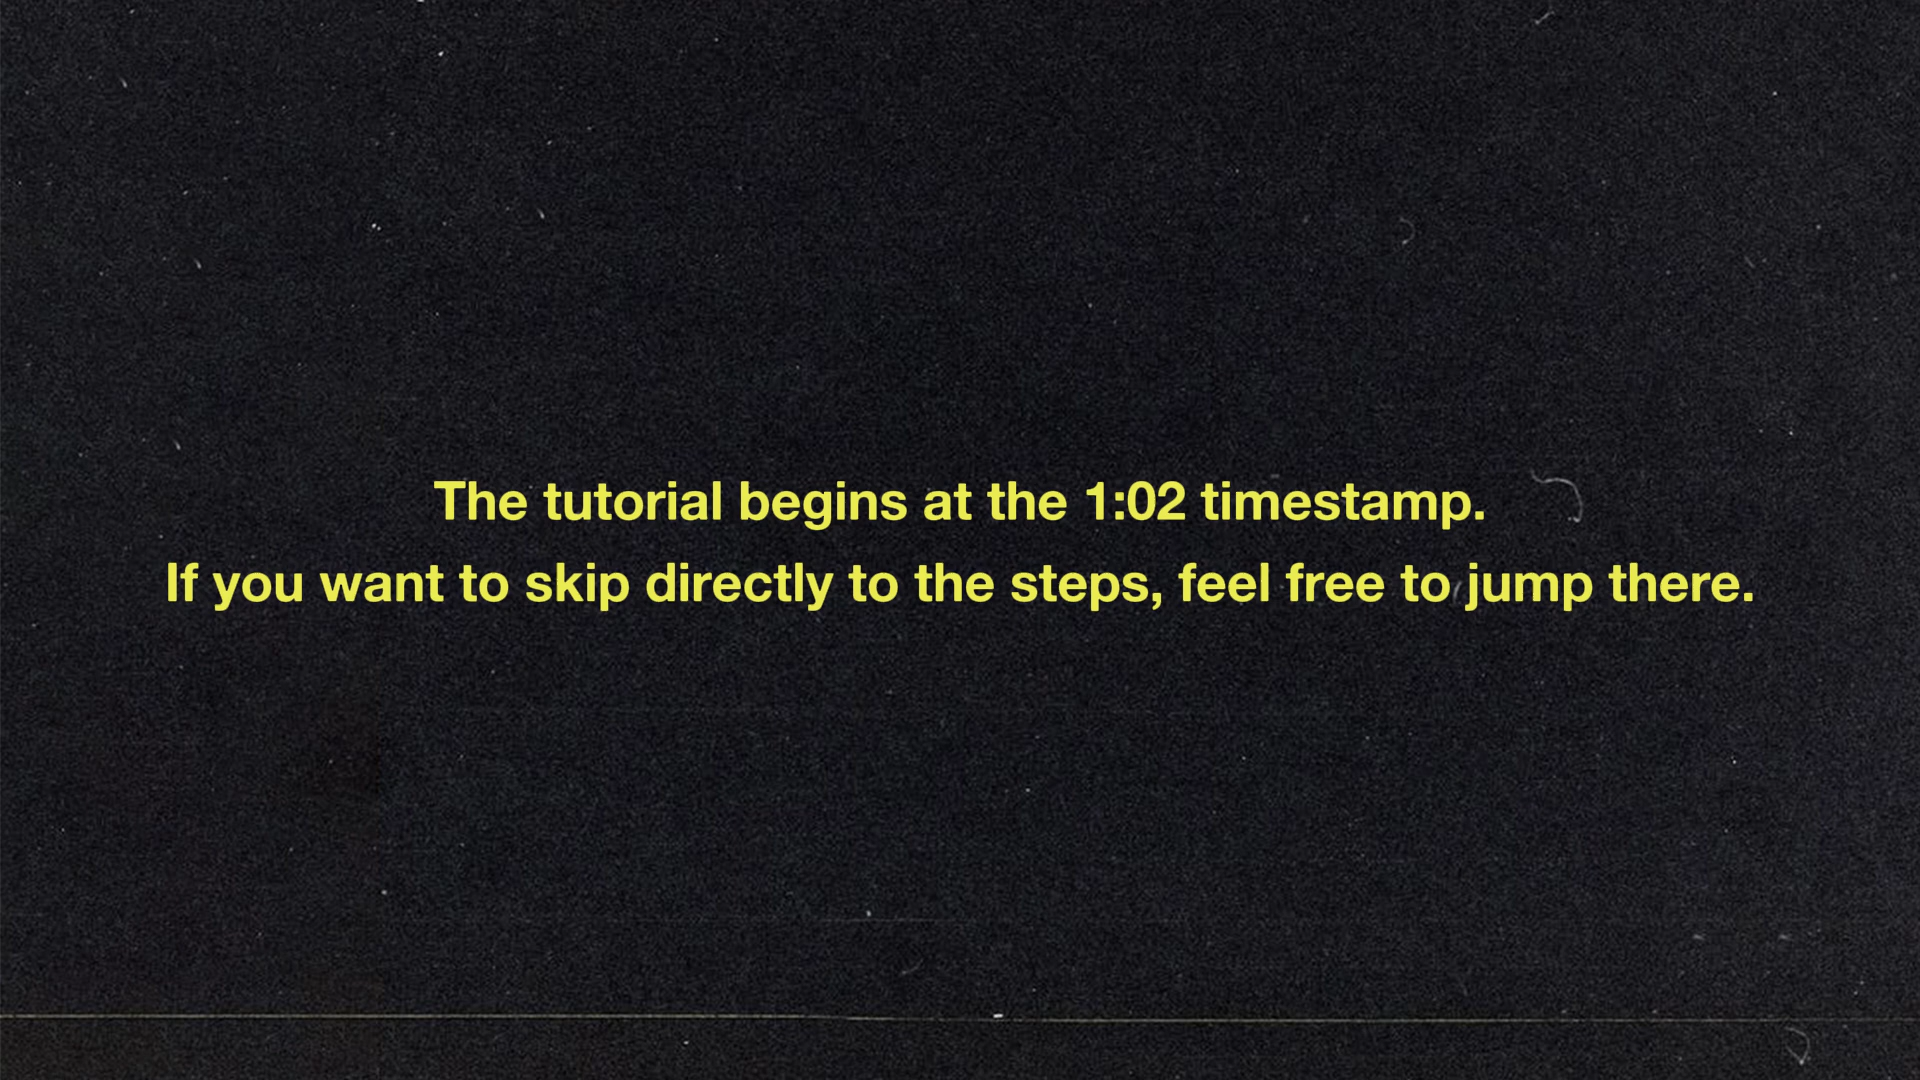 The tutorial begins at the 1:02 timestamp.
If you want to skip directly to the steps, feel free to jump there.